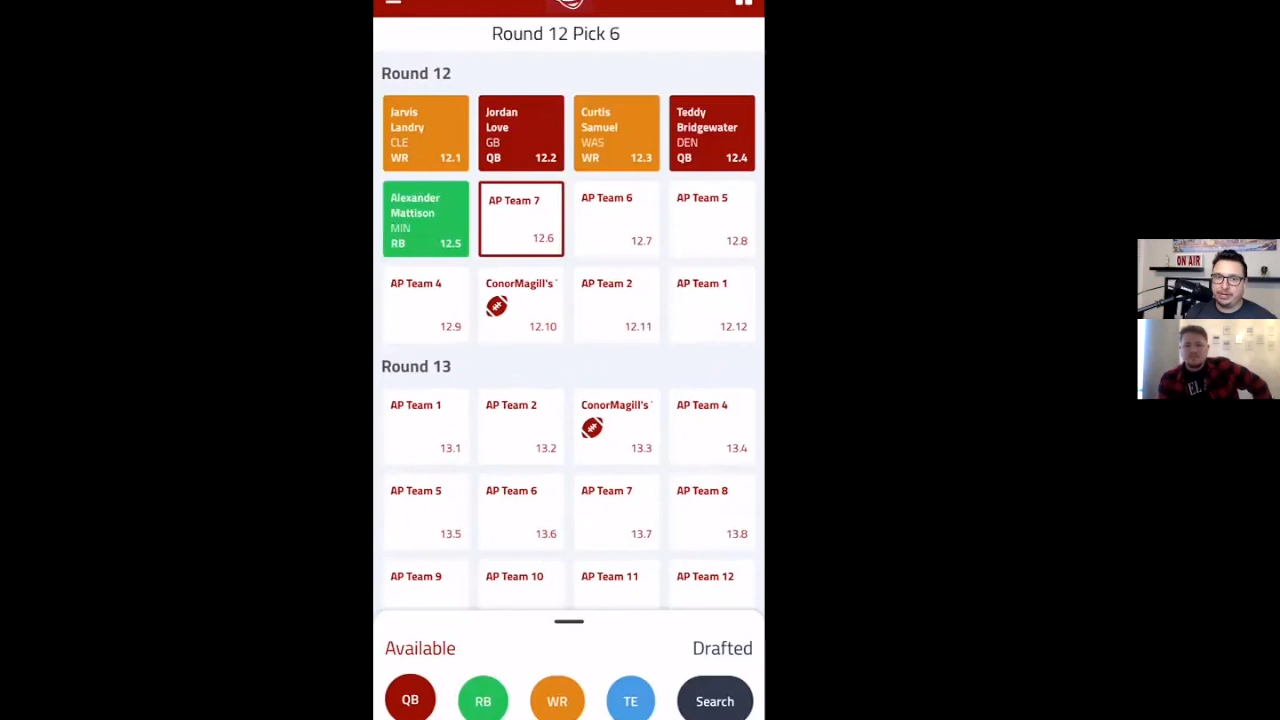 Round 12 Pick 6
Round 12
Jarvis Landry CLE WR 12.1
Jordan Love GB QB 12.2
Curtis Samuel WAS WR 12.3
Teddy Bridgewater DEN QB 12.4
Alexander Mattison MIN RB 12.5
AP Team 7 12.6
AP Team 6 12.7
AP Team 5 12.8
AP Team 4 12.9
ConorMagill's 12.10
AP Team 2 12.11
AP Team 1 12.12
Round 13
AP Team 1 13.1
AP Team 2 13.2
ConorMagill's 13.3
AP Team 4 13.4
AP Team 5 13.5
AP Team 6 13.6
AP Team 7 13.7
AP Team 8 13.8
AP Team 9
AP Team 10
AP Team 11
AP Team 12
Available
Drafted
QB
RB
WR
TE
Search
ON AIR